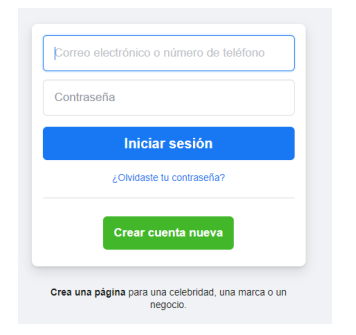 Correo electrónico o número de teléfono
Contraseña
Iniciar sesión
¿Olvidaste tu contraseña?
Crear cuenta nueva
Crea una página para una celebridad, una marca o un
negocio.